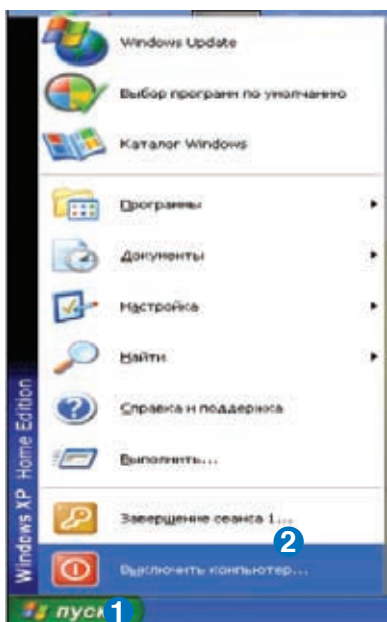 Windows Update
Выбор программ по умолчанию
Каталог Windows
Программы
Документы
Настройка
Найти
Справка и поддержка
Выполнить...
Завершение сеанса 1...
2
Выключить компьютер...
Windows XP Home Edition
пуск
1